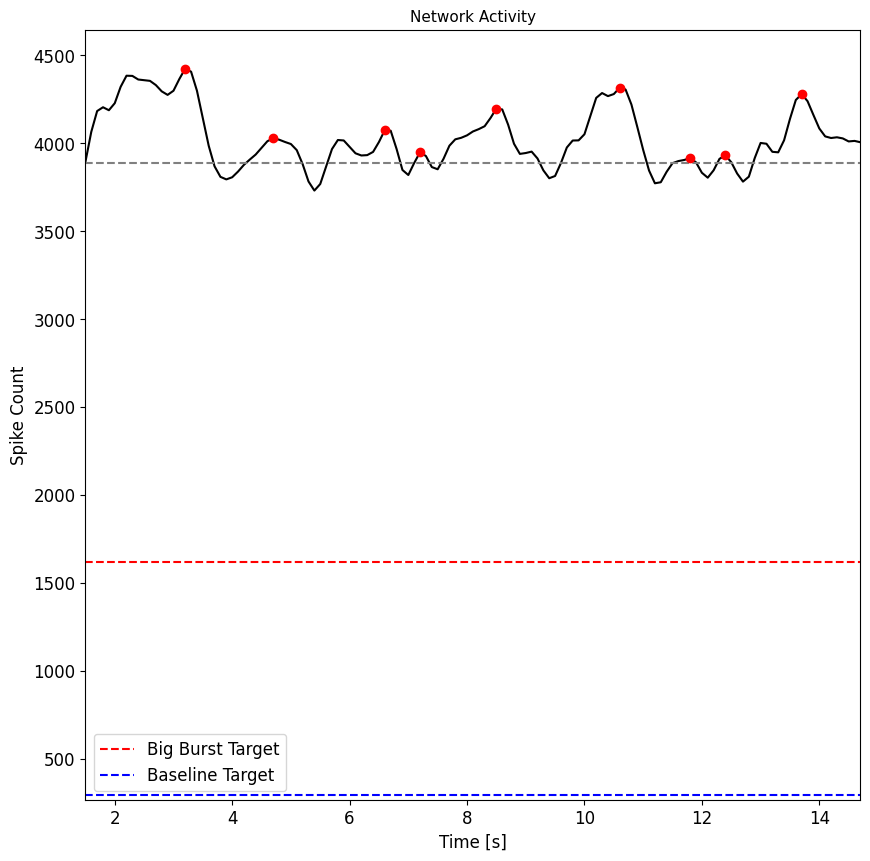 Network Activity
4500
4000
3500
3000
2500
2000
1500
1000
500
Spike Count
Big Burst Target
Baseline Target
2 4 6 8 10 12 14
Time [s]